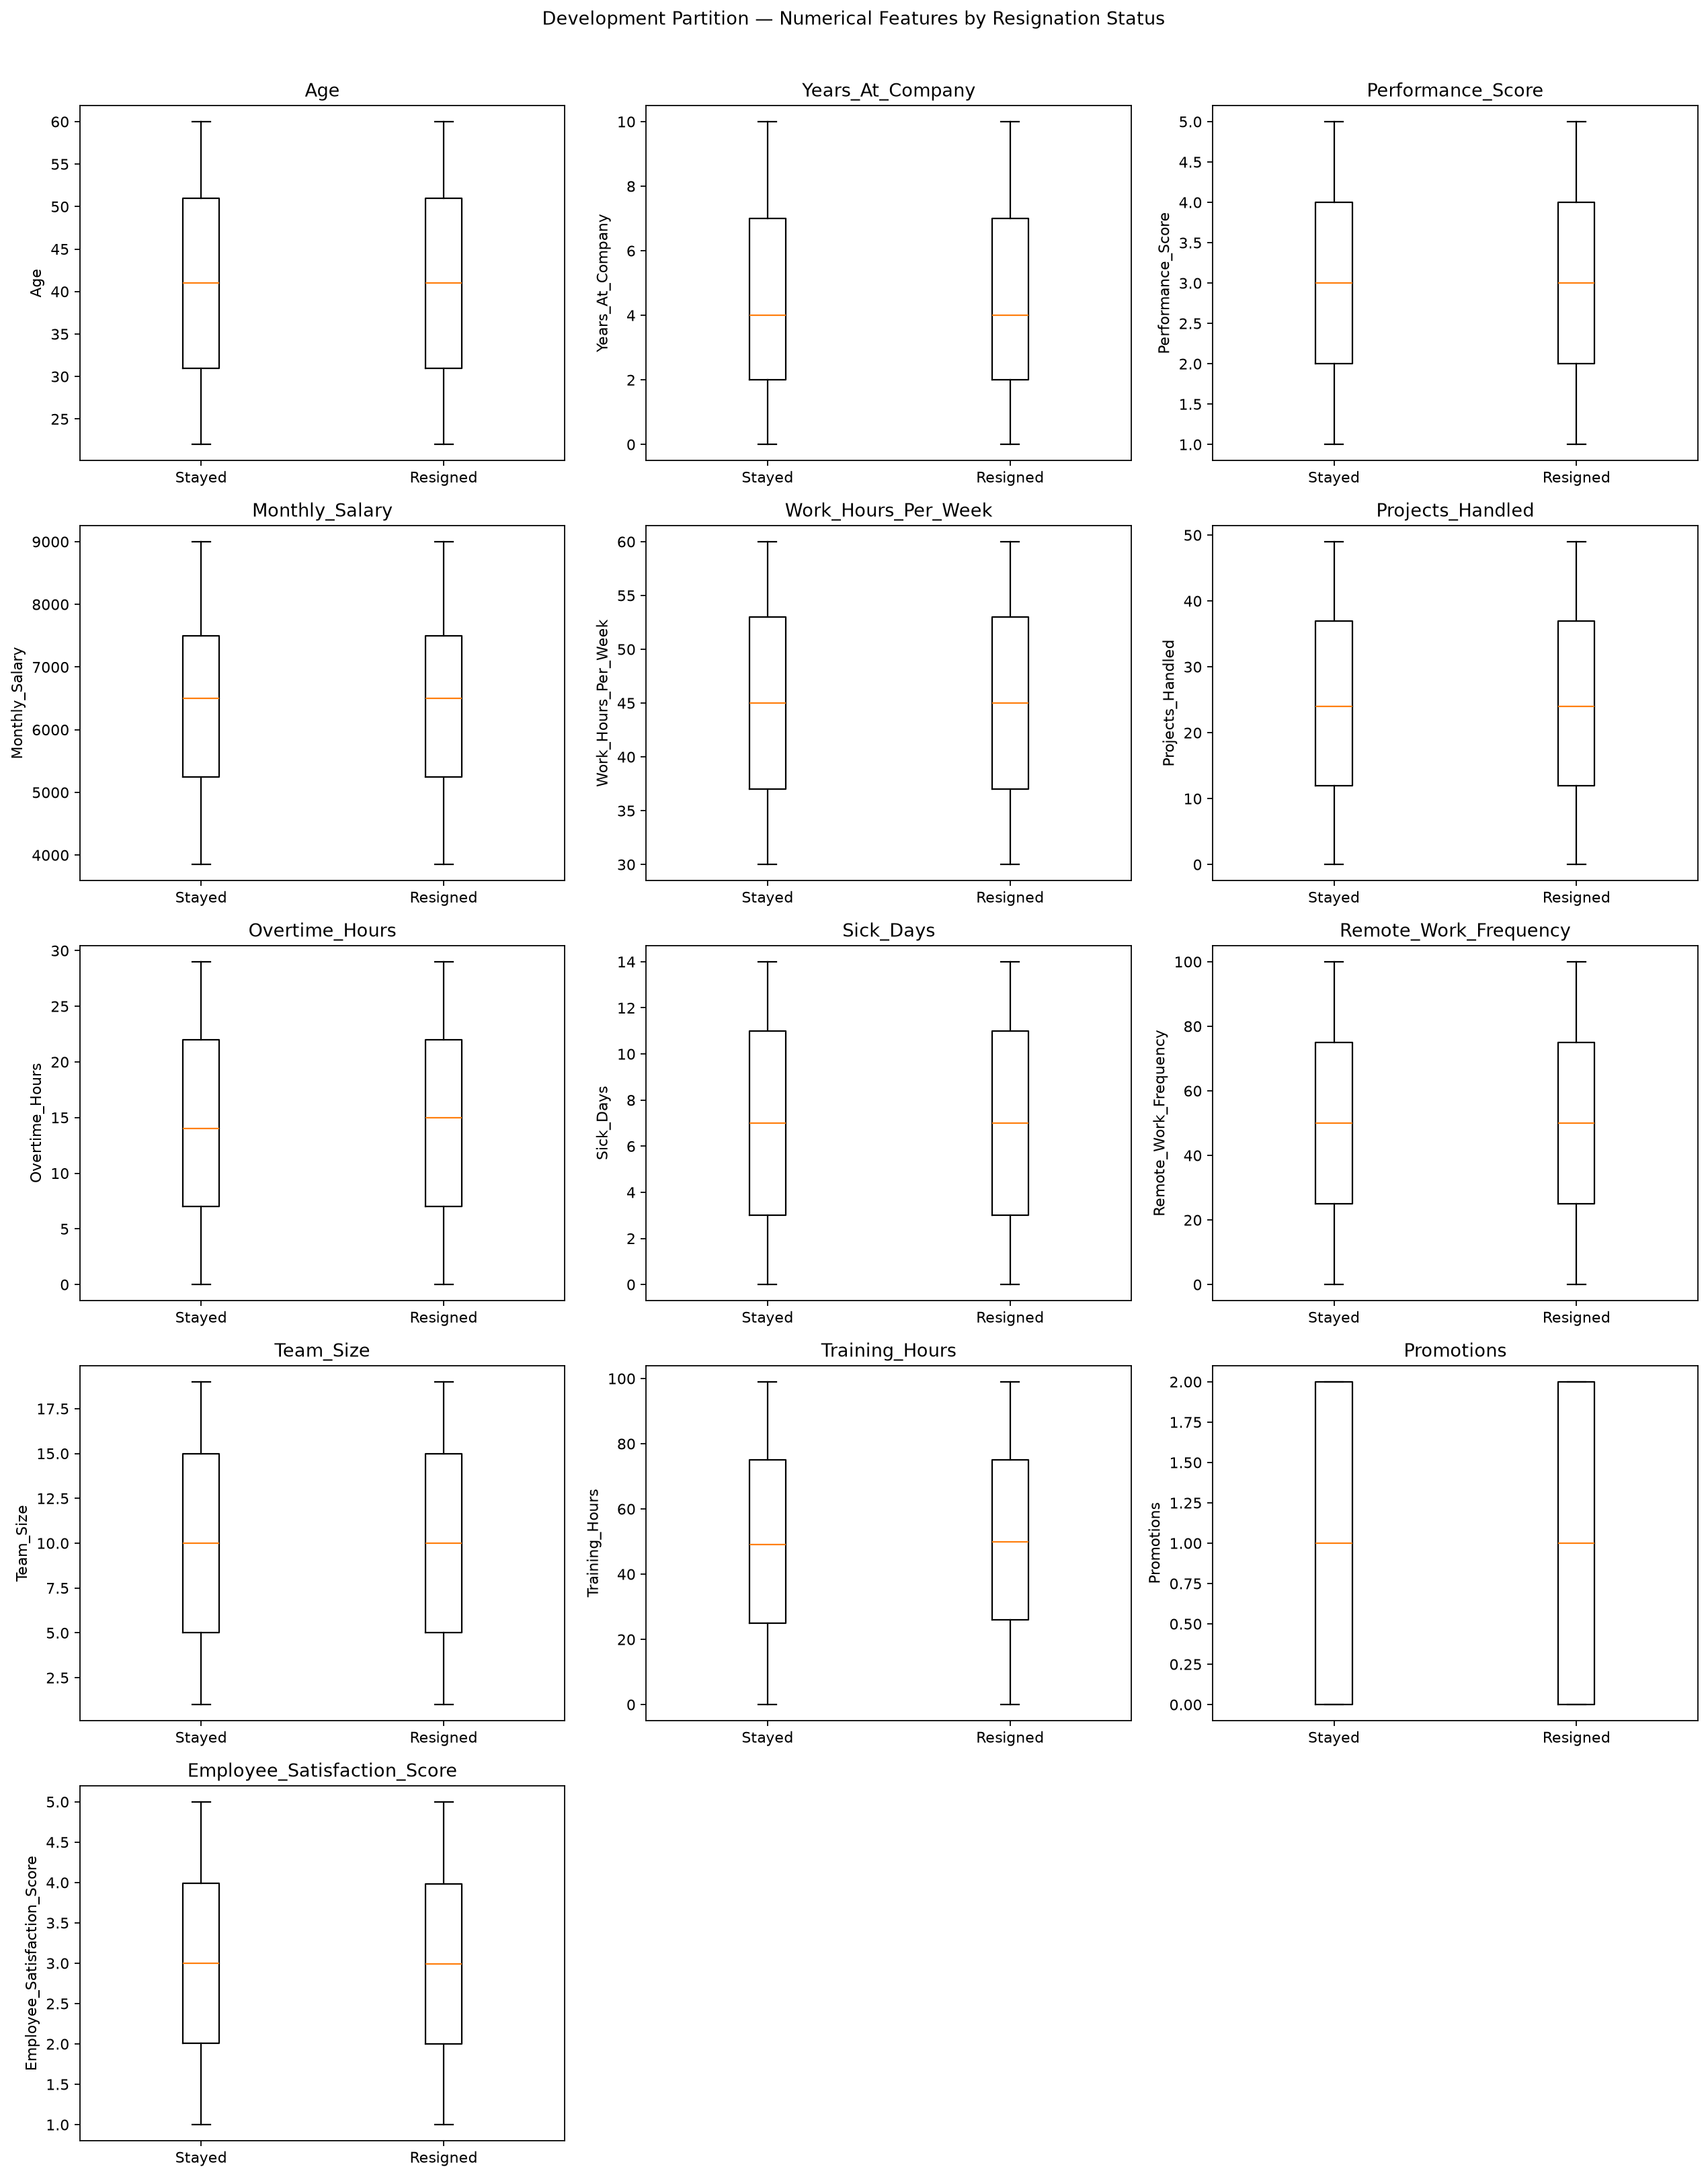 Development Partition — Numerical Features by Resignation Status
Age
Years_At_Company
Performance_Score
60
55
50
45
40
35
30
25
Age
Stayed
Resigned
10
8
6
4
2
0
Years_At_Company
Stayed
Resigned
5.0
4.5
4.0
3.5
3.0
2.5
2.0
1.5
1.0
Performance_Score
Stayed
Resigned
Monthly_Salary
Work_Hours_Per_Week
Projects_Handled
9000
8000
7000
6000
5000
4000
Monthly_Salary
Stayed
Resigned
60
55
50
45
40
35
30
Work_Hours_Per_Week
Stayed
Resigned
50
40
30
20
10
0
Projects_Handled
Stayed
Resigned
Overtime_Hours
Sick_Days
Remote_Work_Frequency
30
25
20
15
10
5
0
Overtime_Hours
Stayed
Resigned
14
12
10
8
6
4
2
0
Sick_Days
Stayed
Resigned
100
80
60
40
20
0
Remote_Work_Frequency
Stayed
Resigned
Team_Size
Training_Hours
Promotions
17.5
15.0
12.5
10.0
7.5
5.0
2.5
Team_Size
Stayed
Resigned
100
80
60
40
20
0
Training_Hours
Stayed
Resigned
2.00
1.75
1.50
1.25
1.00
0.75
0.50
0.25
0.00
Promotions
Stayed
Resigned
Employee_Satisfaction_Score
5.0
4.5
4.0
3.5
3.0
2.5
2.0
1.5
1.0
Employee_Satisfaction_Score
Stayed
Resigned